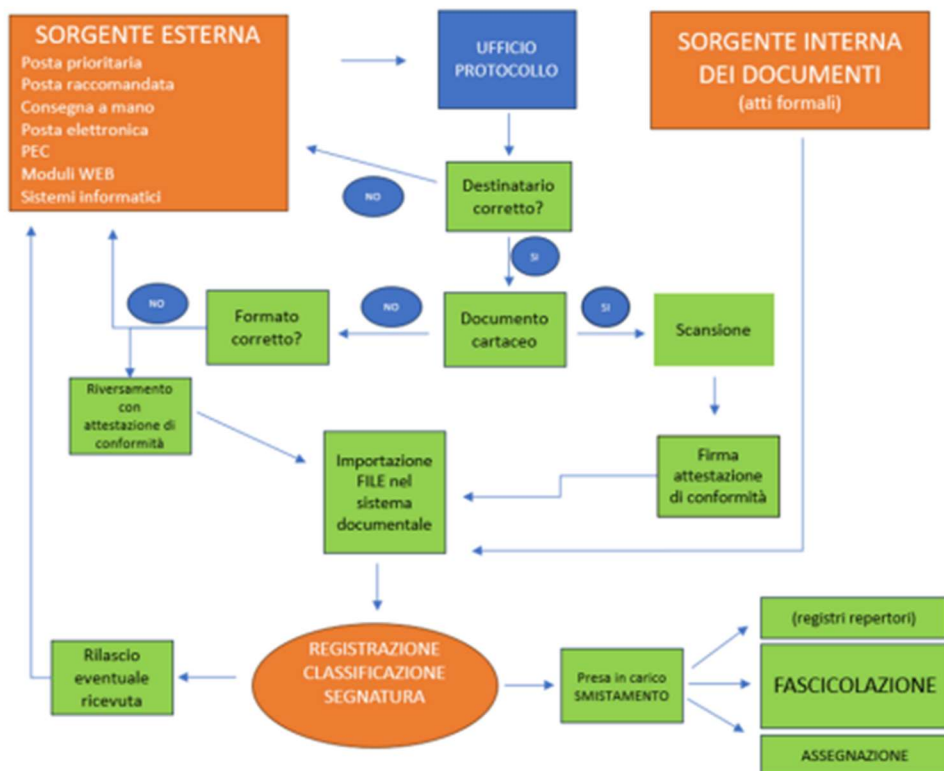 SORGENTE ESTERNA
Posta prioritaria
Posta raccomandata
Consegna a mano
Posta elettronica
PEC
Moduli WEB
Sistemi informatici
UFFICIO
PROTOCOLLO
SORGENTE INTERNA
DEI DOCUMENTI
(atti formali)
NO
Destinatario
corretto?
SI
NO
Formato
corretto?
NO
Documento
cartaceo
SI
Scansione
Riversamento
con
attestazione di
conformità
Importazione
FILE nel
sistema
documentale
Firma
attestazione
di conformità
Rilascio
eventuale
ricevuta
REGISTRAZIONE
CLASSIFICAZIONE
SEGNATURA
Presa in carico
SMISTAMENTO
(registri repertori)
FASCICOLAZIONE
ASSEGNAZIONE